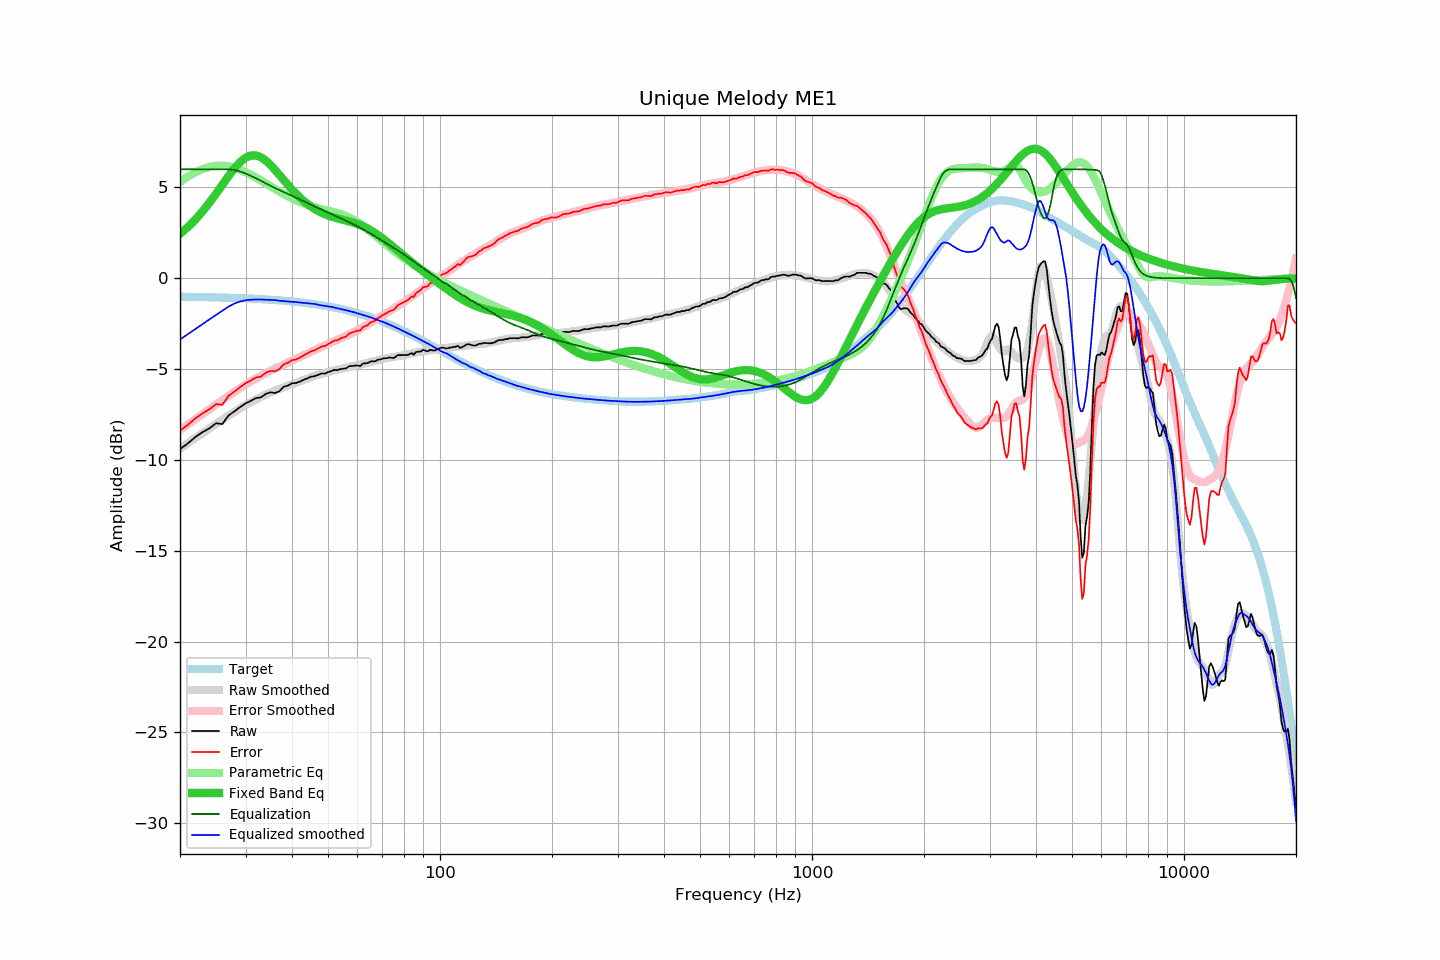 Unique Melody ME1
Amplitude (dBr)
5
0
−5
−10
−15
−20
−25
−30
Target
Raw Smoothed
Error Smoothed
Raw
Error
Parametric Eq
Fixed Band Eq
Equalization
Equalized smoothed
100
1000
10000
Frequency (Hz)